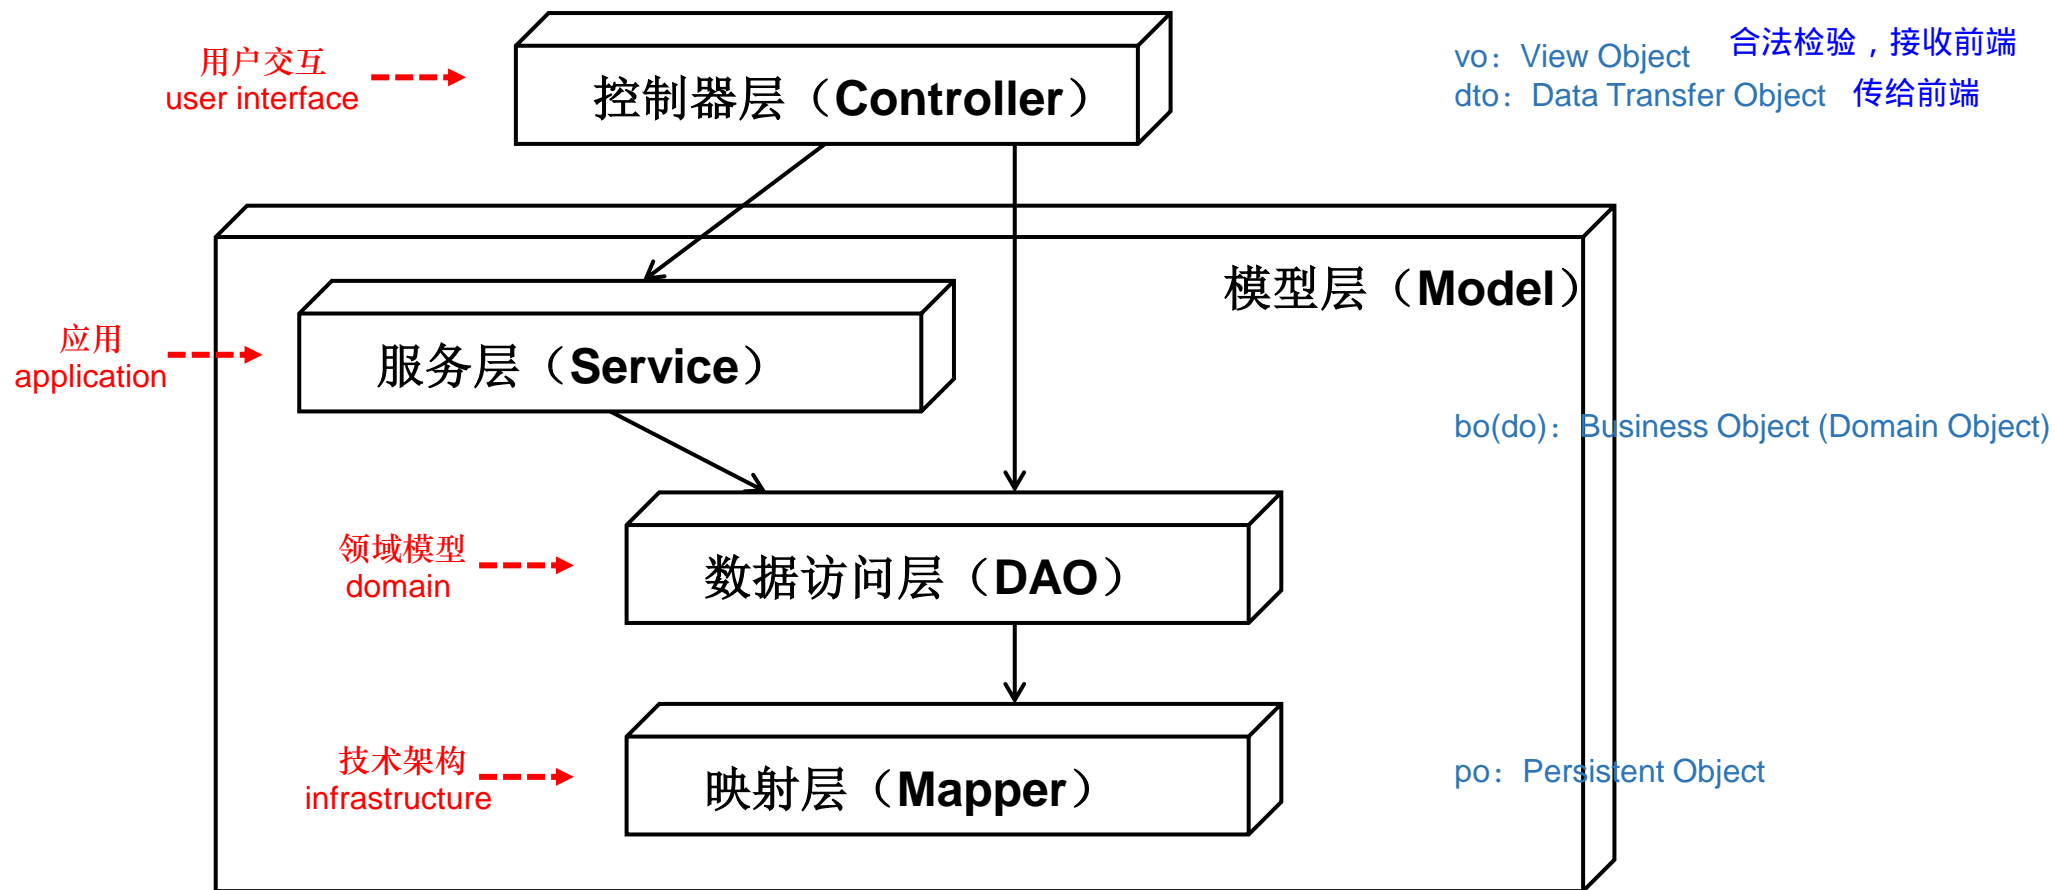 用户交互
user interface
控制器层（Controller）
vo：View Object 合法检验，接收前端
dto：Data Transfer Object 传给前端
模型层（Model）
应用
application
服务层（Service）
bo(do)：Business Object (Domain Object)
领域模型
domain
数据访问层（DAO）
技术架构
infrastructure
映射层（Mapper）
po：Persistent Object